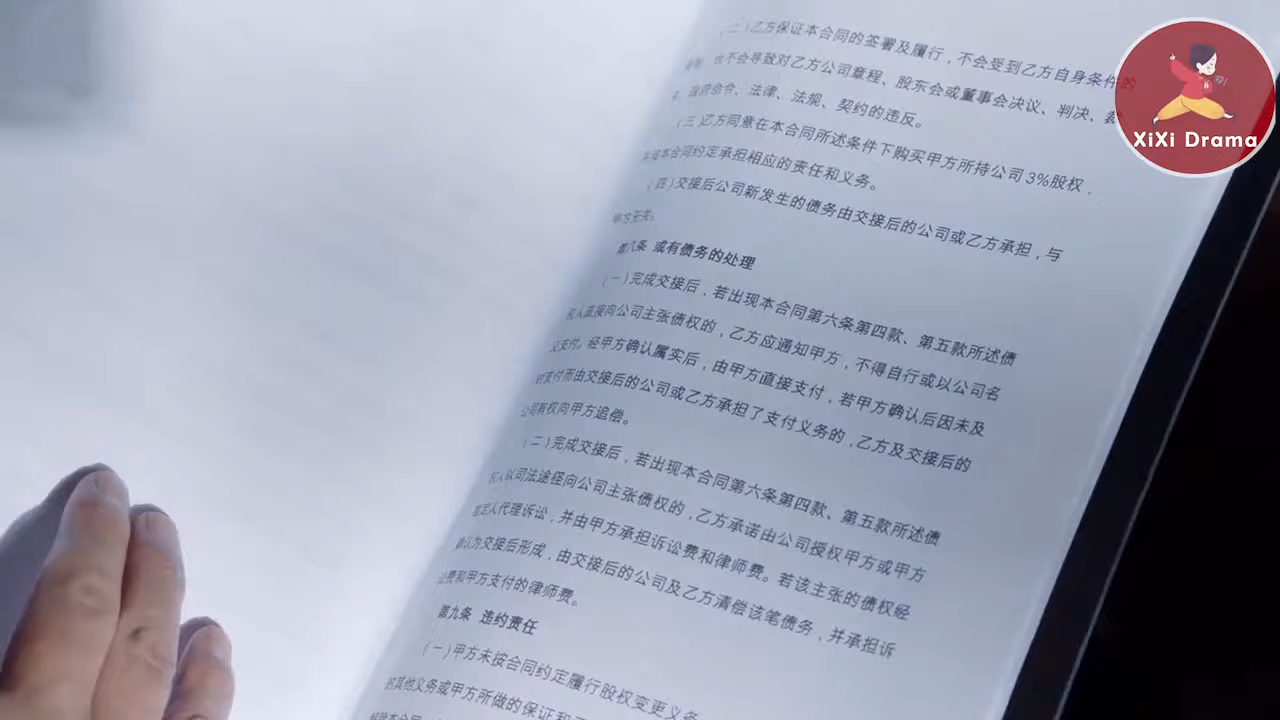 （二）乙方保证本合同的签署及履行，不会受到乙方自身条件的
也不会导致对乙方公司章程、股东会或董事会决议、判决、裁
政府命令、法律、法规、契约的违反。
（三）乙方同意在本合同所述条件下购买甲方所持公司3%股权，
按本合同约定承担相应的责任和义务。
（四）交接后公司新发生的债务由交接后的公司或乙方承担，与
甲方无关。
第八条 或有债务的处理
（一）完成交接后，若出现本合同第六条第四款、第五款所述债
权人直接向公司主张债权的，乙方应通知甲方，不得自行或以公司名
义支付。经甲方确认属实后，由甲方直接支付，若甲方确认后因未及
时支付而由交接后的公司或乙方承担了支付义务的，乙方及交接后的
公司有权向甲方追偿。
（二）完成交接后，若出现本合同第六条第四款、第五款所述债
权人以司法途径向公司主张债权的，乙方承诺由公司授权甲方或甲方
指定人代理诉讼，并由甲方承担诉讼费和律师费。若该主张的债权经
确认为交接后形成，由交接后的公司及乙方清偿该笔债务，并承担诉
讼费和甲方支付的律师费。
第九条 违约责任
（一）甲方未按合同约定履行股权变更义务
的其他义务或甲方所做的保证和
XiXi Drama